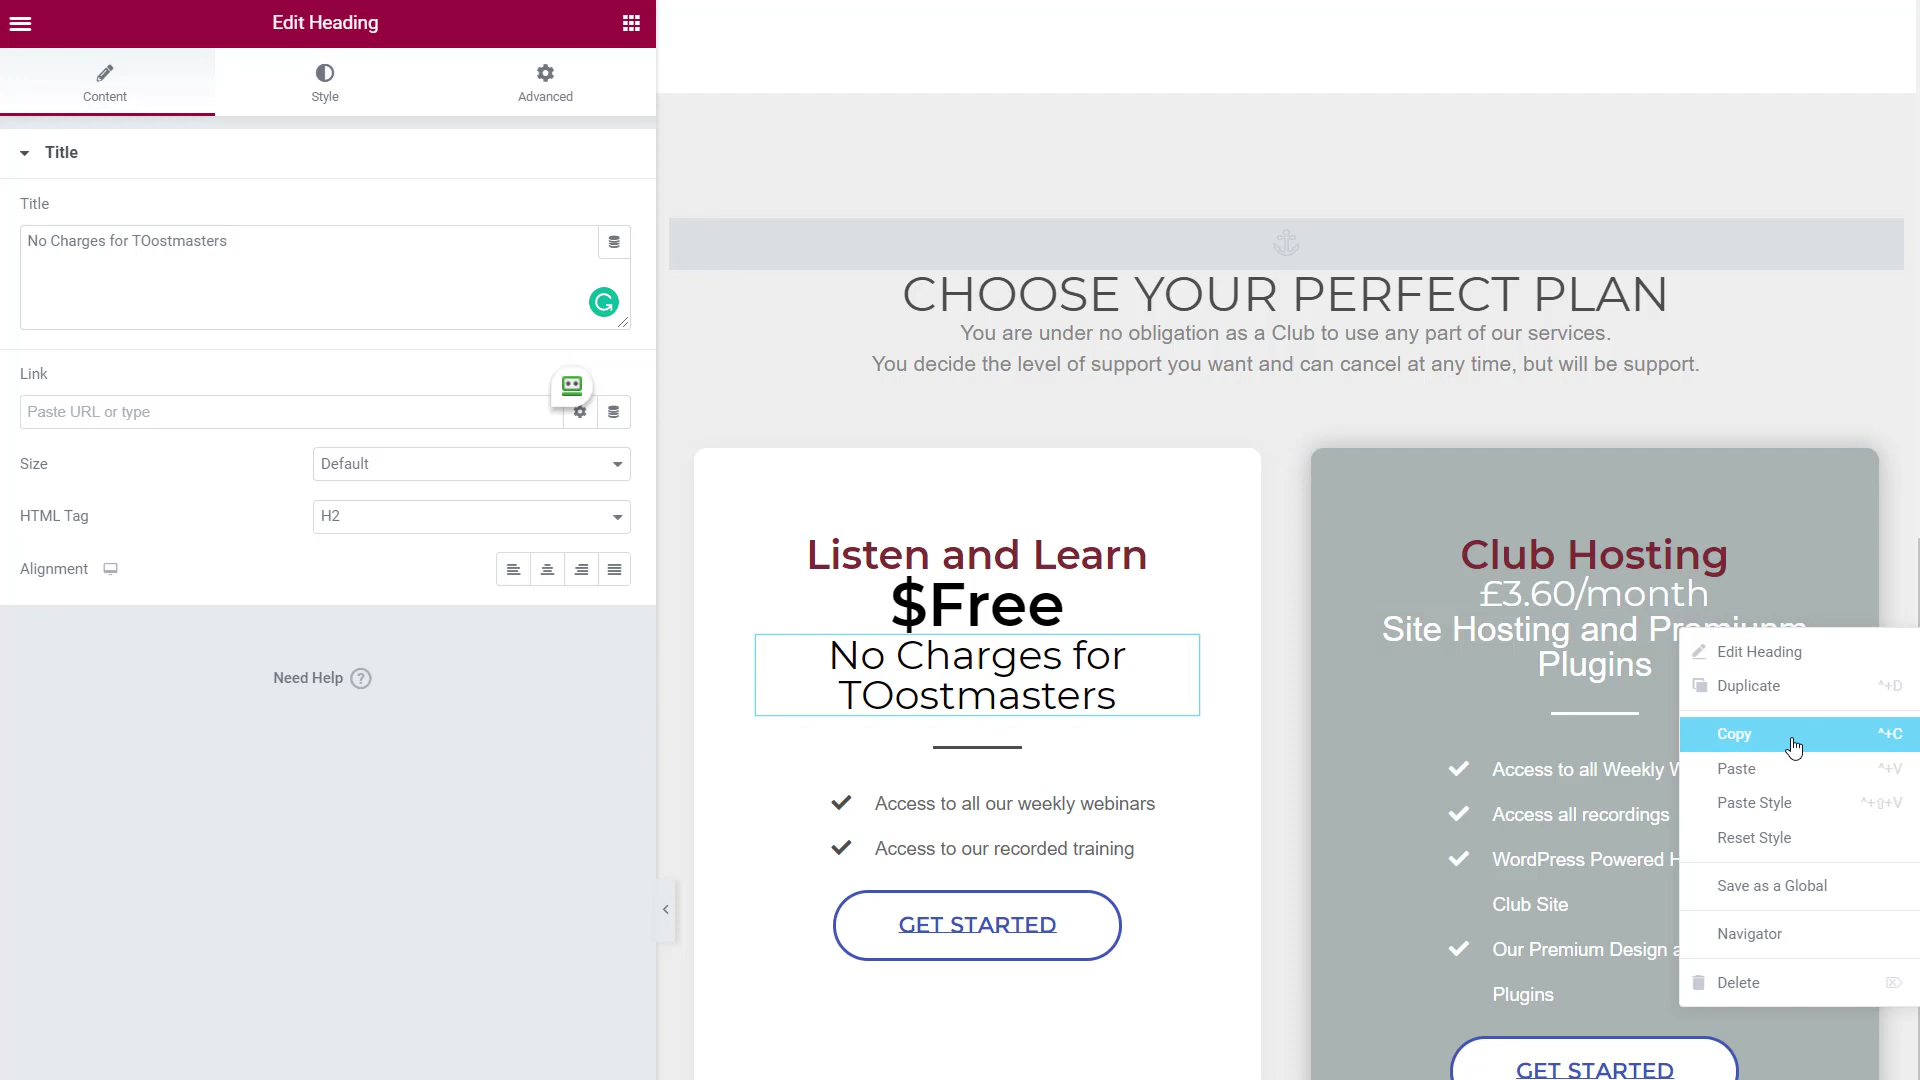 Edit Heading
Content
Style
Advanced
Title
Title
No Charges for TOostmasters
Link
Paste URL or type
Size
Default
HTML Tag
H2
Alignment
Need Help ?
CHOOSE YOUR PERFECT PLAN
You are under no obligation as a Club to use any part of our services.
You decide the level of support you want and can cancel at any time, but will be support.
Listen and Learn
$Free
No Charges for
TOostmasters
Access to all our weekly webinars
Access to our recorded training
GET STARTED
Club Hosting
£3.60/month
Site Hosting and Premiunm
Plugins
Access to all Weekly W
Access all recordings
WordPress Powered H
Club Site
Our Premium Design a
Plugins
GET STARTED
Edit Heading
Duplicate ^+D
Copy ^+C
Paste ^+V
Paste Style ^+⇧+V
Reset Style
Save as a Global
Navigator
Delete ⌦